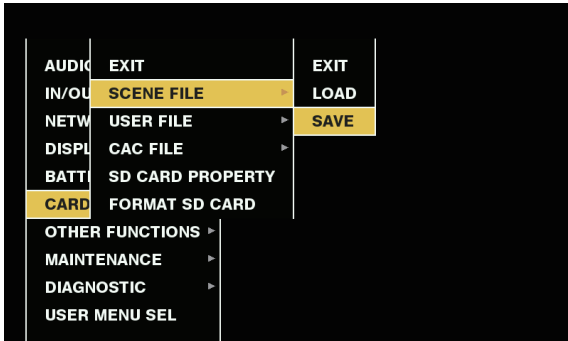 AUDI EXIT EXIT
IN/OU SCENE FILE LOAD
NETW USER FILE SAVE
DISPL CAC FILE
BATT SD CARD PROPERTY
CARD FORMAT SD CARD
OTHER FUNCTIONS
MAINTENANCE
DIAGNOSTIC
USER MENU SEL